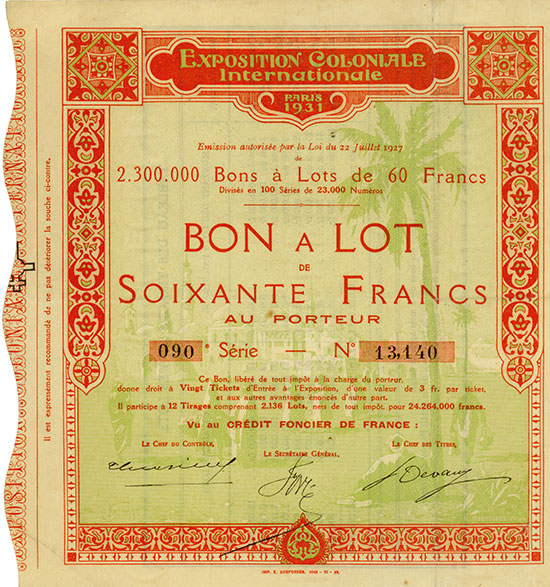 EXPOSITION COLONIALE
Internationale
PARIS
1931
Emission autorisée par la Loi du 22 Juillet 1927
de
2.300.000 Bons à Lots de 60 Francs
Divisés en 100 Séries de 23.000 Numéros
BON A LOT
DE
SOIXANTE FRANCS
AU PORTEUR
090 e Série — No 13,140
Ce Bon, libéré de tout impôt à la charge du porteur,
donne droit à Vingt Tickets d'Entrée à l'Exposition, d'une valeur de 3 fr. par ticket,
et aux autres avantages énoncés d'autre part.
Il participe à 12 Tirages comprenant 2.136 Lots, nets de tout impôt, pour 24.264.000 francs.
Vu au CRÉDIT FONCIER DE FRANCE :
LE CHEF DU CONTRÔLE,
LE SECRÉTAIRE GÉNÉRAL,
LE CHEF DES TITRES,
Il est expressément recommandé de ne pas détériorer la souche ci-contre.
IMP. E. DESFOSSÉS.